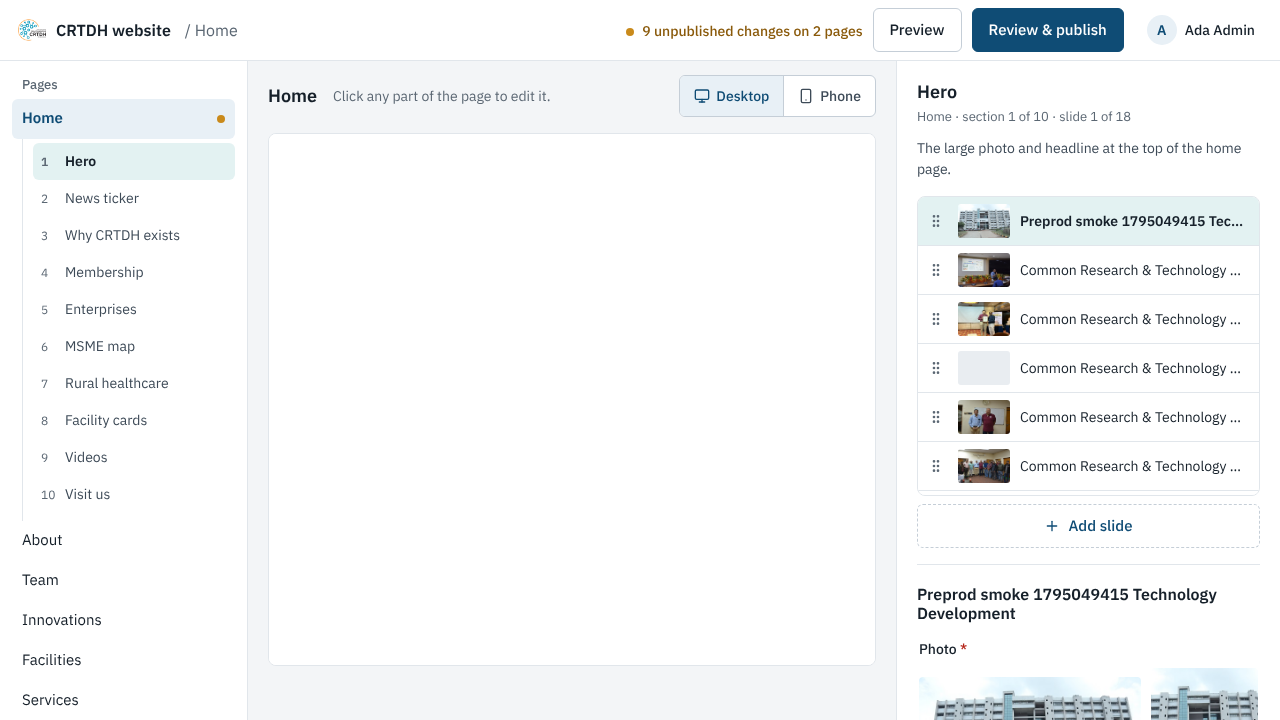 CRTDH
CRTDH website / Home
9 unpublished changes on 2 pages
Preview
Review & publish
A
Ada Admin
Pages
Home
1 Hero
2 News ticker
3 Why CRTDH exists
4 Membership
5 Enterprises
6 MSME map
7 Rural healthcare
8 Facility cards
9 Videos
10 Visit us
About
Team
Innovations
Facilities
Services
Home
Click any part of the page to edit it.
Desktop
Phone
Hero
Home · section 1 of 10 · slide 1 of 18
The large photo and headline at the top of the home
page.
Preprod smoke 1795049415 Tec...
Common Research & Technology ...
Common Research & Technology ...
Common Research & Technology ...
Common Research & Technology ...
Common Research & Technology ...
+ Add slide
Preprod smoke 1795049415 Technology
Development
Photo *